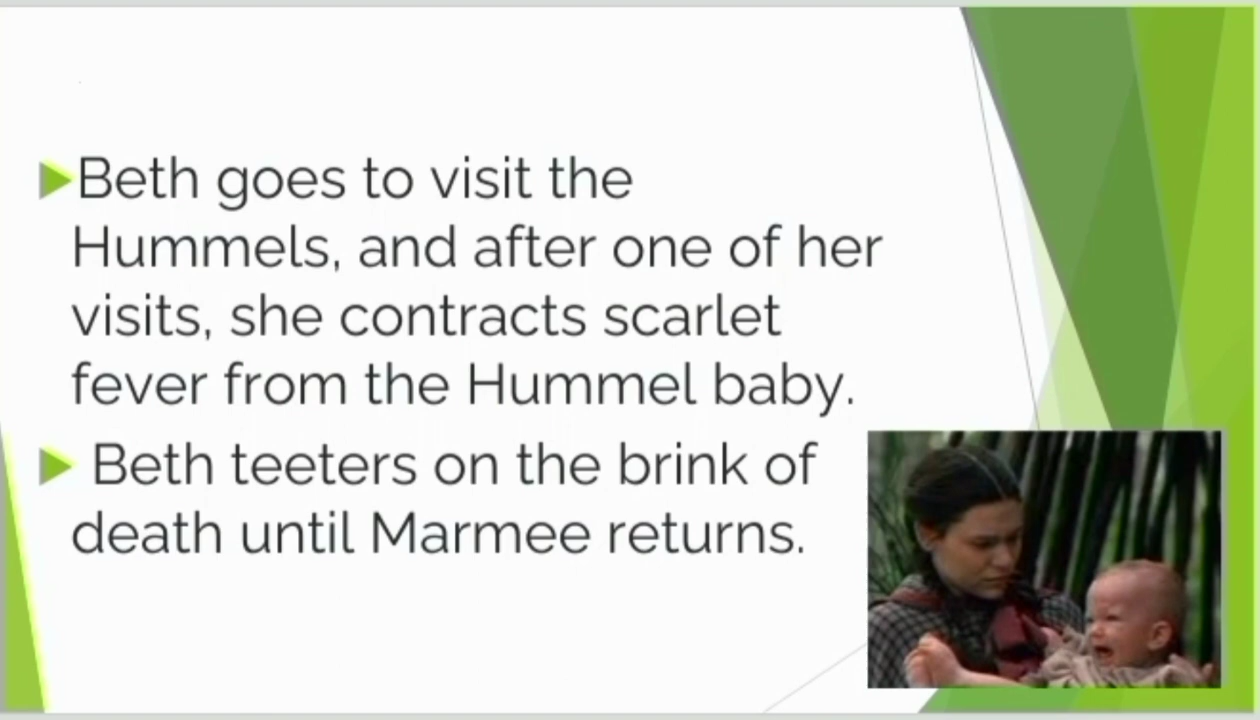 Beth goes to visit the
Hummels, and after one of her
visits, she contracts scarlet
fever from the Hummel baby.
Beth teeters on the brink of
death until Marmee returns.